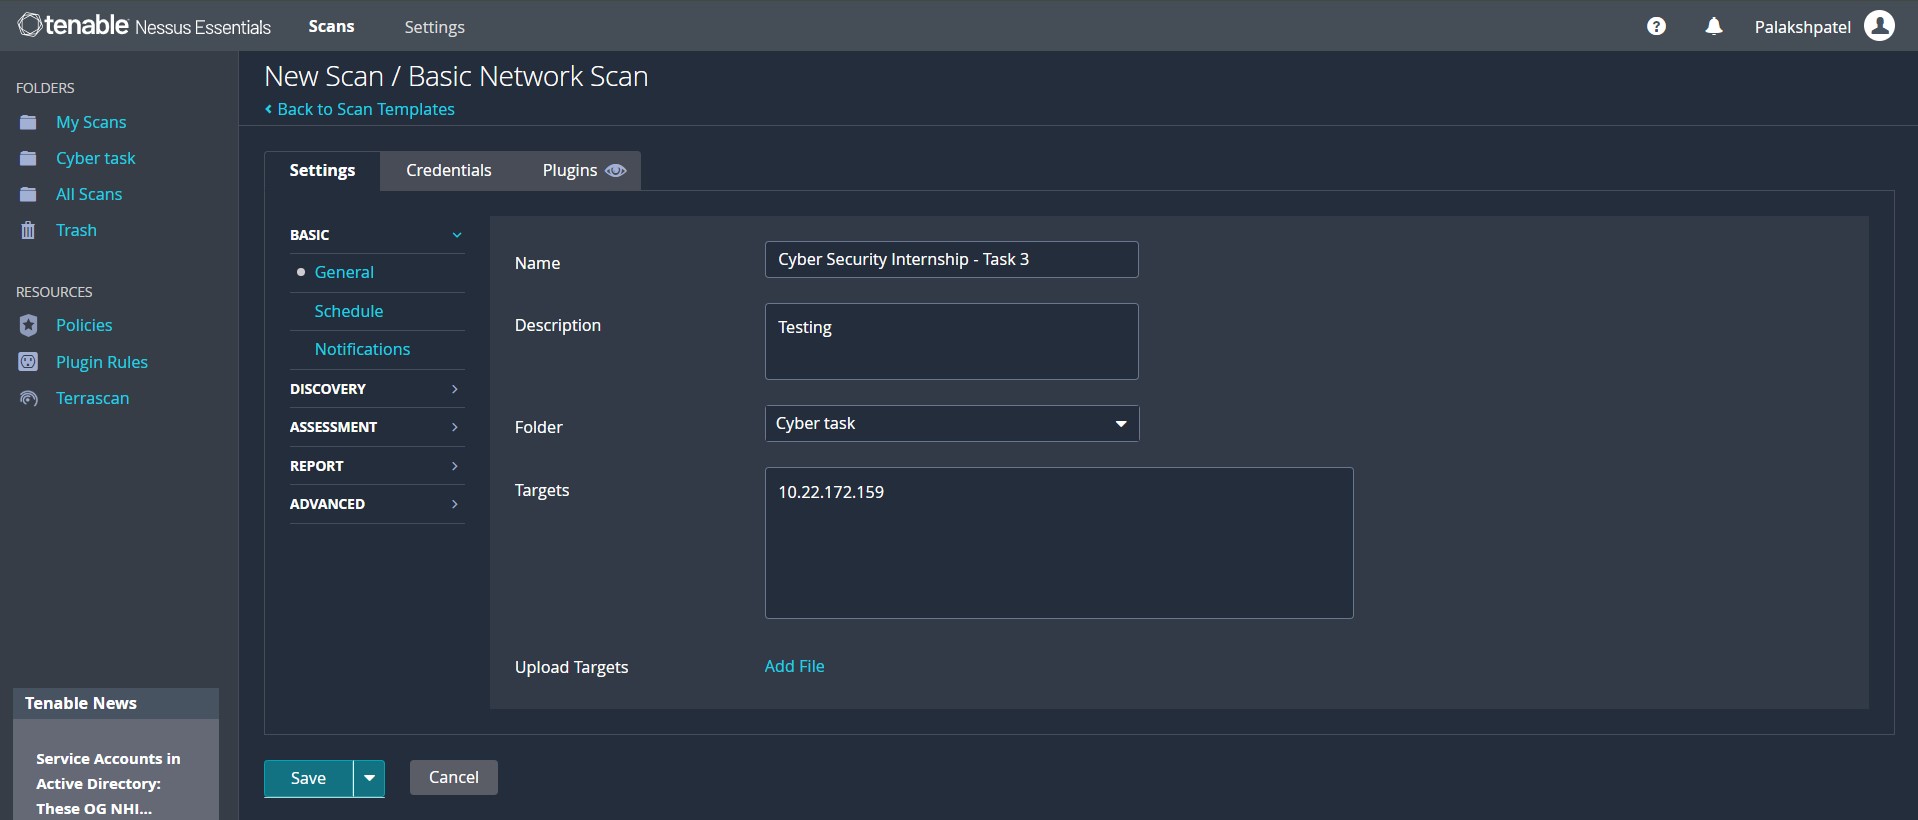 tenable Nessus Essentials Scans Settings ? Palakshpatel
New Scan / Basic Network Scan
Back to Scan Templates
FOLDERS
My Scans
Cyber task
All Scans
Trash
RESOURCES
Policies
Plugin Rules
Terrascan
Tenable News
Service Accounts in
Active Directory:
These OG NHI...
Settings Credentials Plugins
BASIC
General
Schedule
Notifications
DISCOVERY
ASSESSMENT
REPORT
ADVANCED
Name Cyber Security Internship - Task 3
Description Testing
Folder Cyber task
Targets 10.22.172.159
Upload Targets Add File
Save Cancel